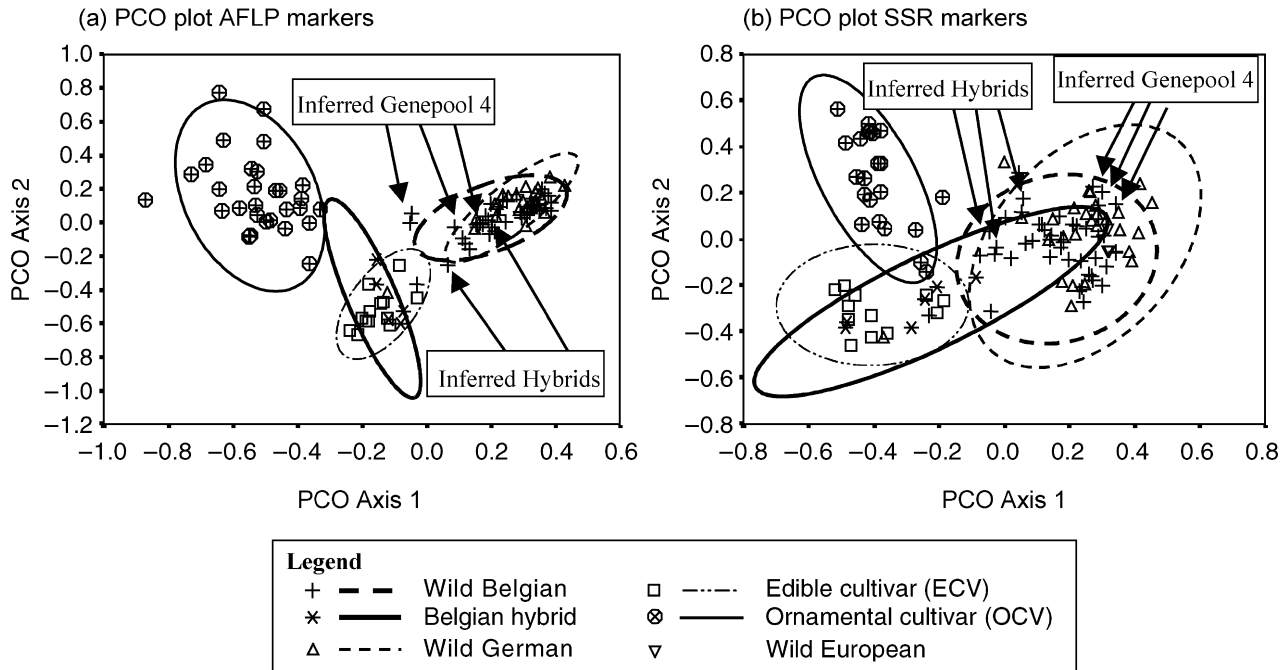 (a) PCO plot AFLP markers
(b) PCO plot SSR markers
PCO Axis 2
1.0
0.8
0.6
0.4
0.2
0.0
−0.2
−0.4
−0.6
−0.8
−1.0
−1.2
Inferred Genepool 4
Inferred Hybrids
−1.0 −0.8 −0.6 −0.4 −0.2 0.0 0.2 0.4 0.6
PCO Axis 1
PCO Axis 2
0.8
0.6
0.4
0.2
0.0
−0.2
−0.4
−0.6
−0.8
Inferred Hybrids
Inferred Genepool 4
−0.8 −0.6 −0.4 −0.2 0.0 0.2 0.4 0.6 0.8
PCO Axis 1
Legend
Wild Belgian
Edible cultivar (ECV)
Belgian hybrid
Ornamental cultivar (OCV)
Wild German
Wild European